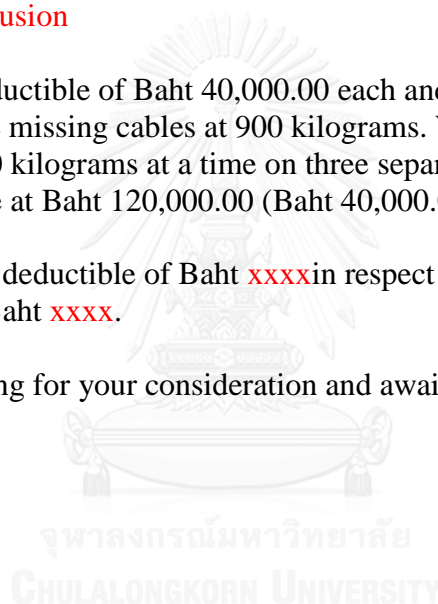 usion
ductible of Baht 40,000.00 each and
missing cables at 900 kilograms.
0 kilograms at a time on three separ
e at Baht 120,000.00 (Baht 40,000.
deductible of Baht xxxxin respect
aht xxxx.
ng for your consideration and awai
จุฬาลงกรณ์มหาวิทยาลัย
CHULALONGKORN UNIVERSITY